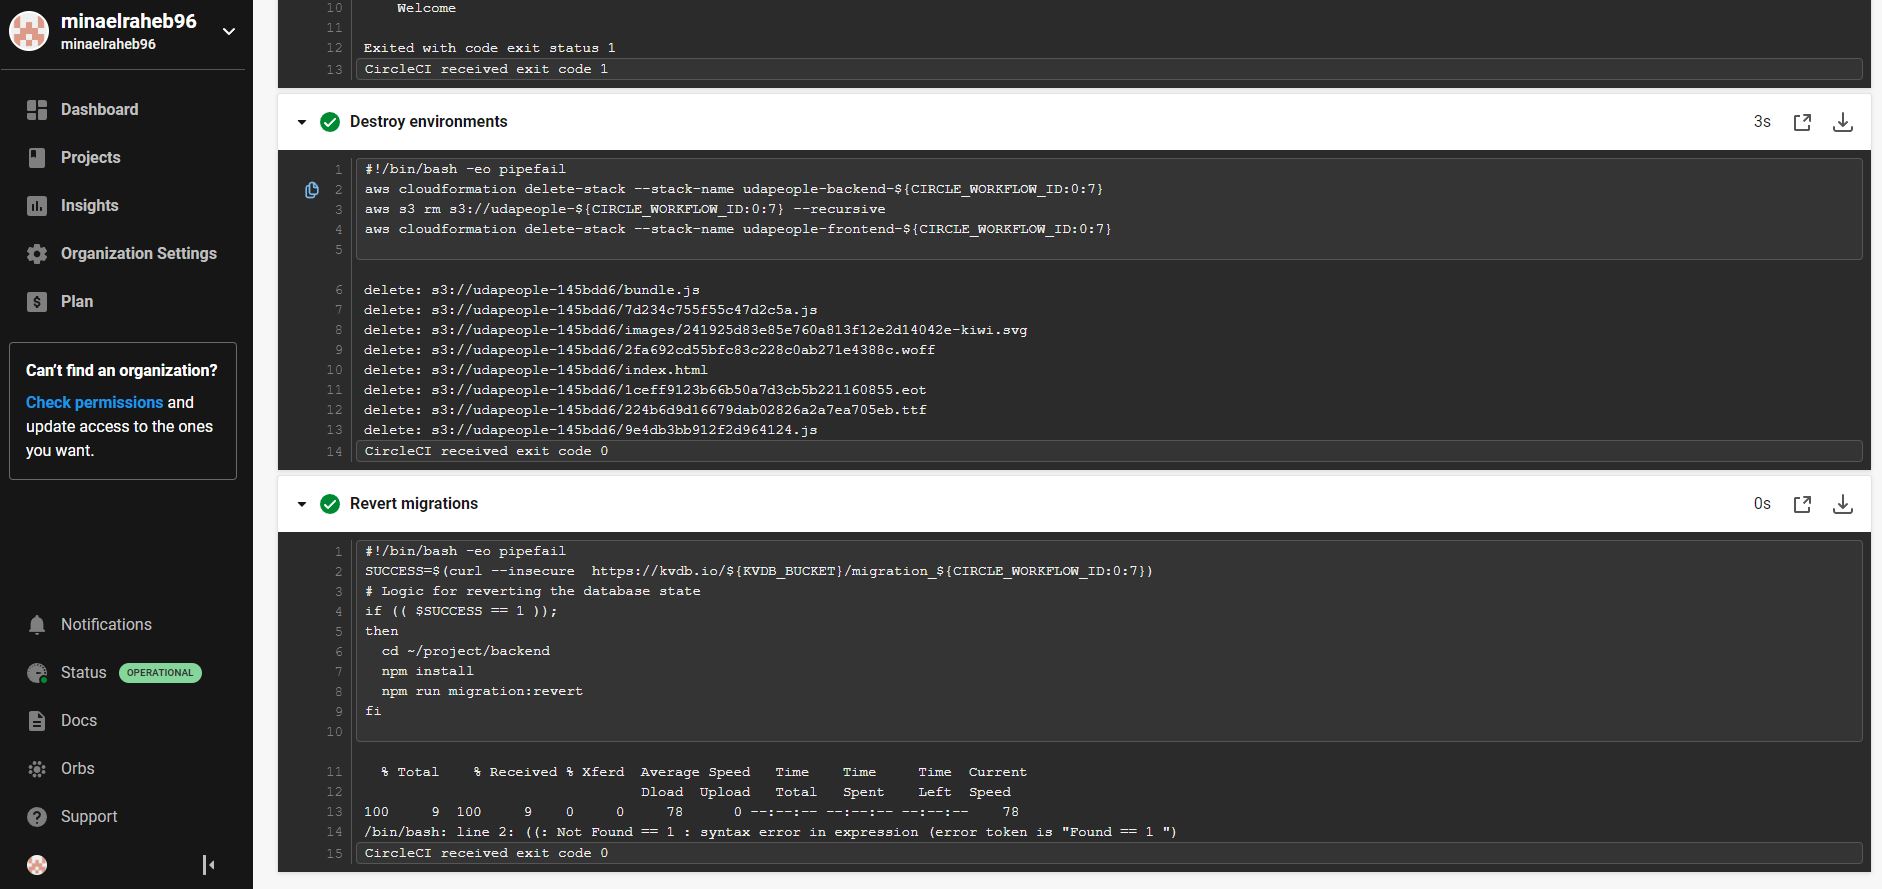 minaelraheb96
minaelraheb96
Dashboard
Projects
Insights
Organization Settings
Plan
Can't find an organization?
Check permissions and
update access to the ones
you want.
Notifications
Status OPERATIONAL
Docs
Orbs
Support
10 Welcome
11
12 Exited with code exit status 1
13 CircleCI received exit code 1
Destroy environments 3s
1 #!/bin/bash -eo pipefail
2 aws cloudformation delete-stack --stack-name udapeople-backend-${CIRCLE_WORKFLOW_ID:0:7}
3 aws s3 rm s3://udapeople-${CIRCLE_WORKFLOW_ID:0:7} --recursive
4 aws cloudformation delete-stack --stack-name udapeople-frontend-${CIRCLE_WORKFLOW_ID:0:7}
5
6 delete: s3://udapeople-145bdd6/bundle.js
7 delete: s3://udapeople-145bdd6/7d234c755f55c47d2c5a.js
8 delete: s3://udapeople-145bdd6/images/241925d83e85e760a813f12e2d14042e-kiwi.svg
9 delete: s3://udapeople-145bdd6/2fa692cd55bfc83c228c0ab271e4388c.woff
10 delete: s3://udapeople-145bdd6/index.html
11 delete: s3://udapeople-145bdd6/1ceff9123b66b50a7d3cb5b221160855.eot
12 delete: s3://udapeople-145bdd6/224b6d9d16679dab02826a2a7ea705eb.ttf
13 delete: s3://udapeople-145bdd6/9e4db3bb912f2d964124.js
14 CircleCI received exit code 0
Revert migrations 0s
1 #!/bin/bash -eo pipefail
2 SUCCESS=$(curl --insecure  https://kvdb.io/${KVDB_BUCKET}/migration_${CIRCLE_WORKFLOW_ID:0:7})
3 # Logic for reverting the database state
4 if (( $SUCCESS == 1 ));
5 then
6 cd ~/project/backend
7 npm install
8 npm run migration:revert
9 fi
10
11 % Total    % Received % Xferd  Average Speed   Time    Time     Time  Current
12 Dload  Upload   Total   Spent    Left  Speed
13 100     9  100     9    0     0     78      0 --:--:-- --:--:-- --:--:--    78
14 /bin/bash: line 2: ((: Not Found == 1 : syntax error in expression (error token is "Found == 1 ")
15 CircleCI received exit code 0